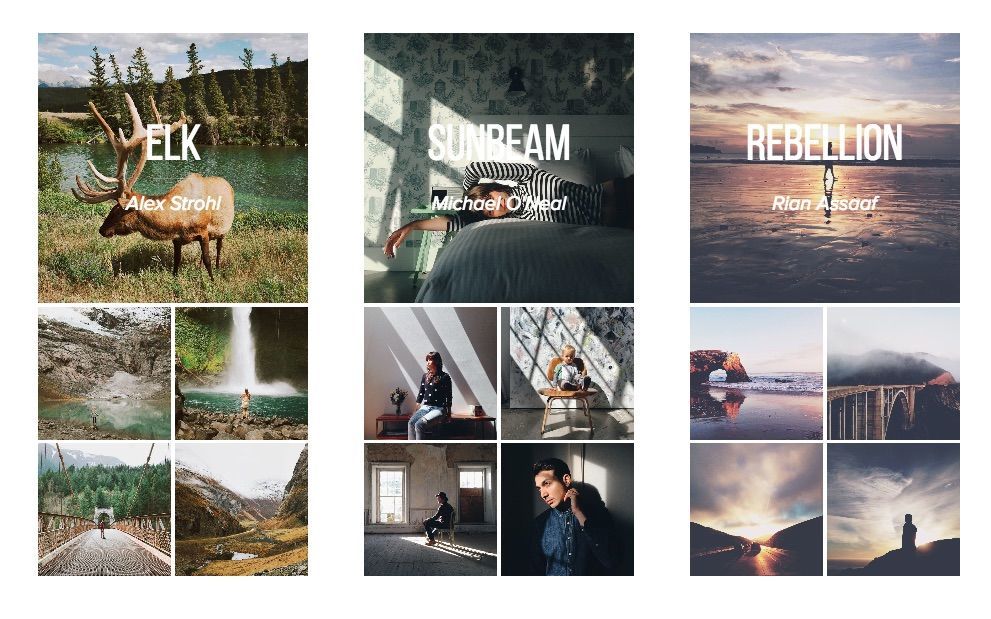 ELK
Alex Strohl
SUNBEAM
Michael O'Neal
REBELLION
Rian Assaaf